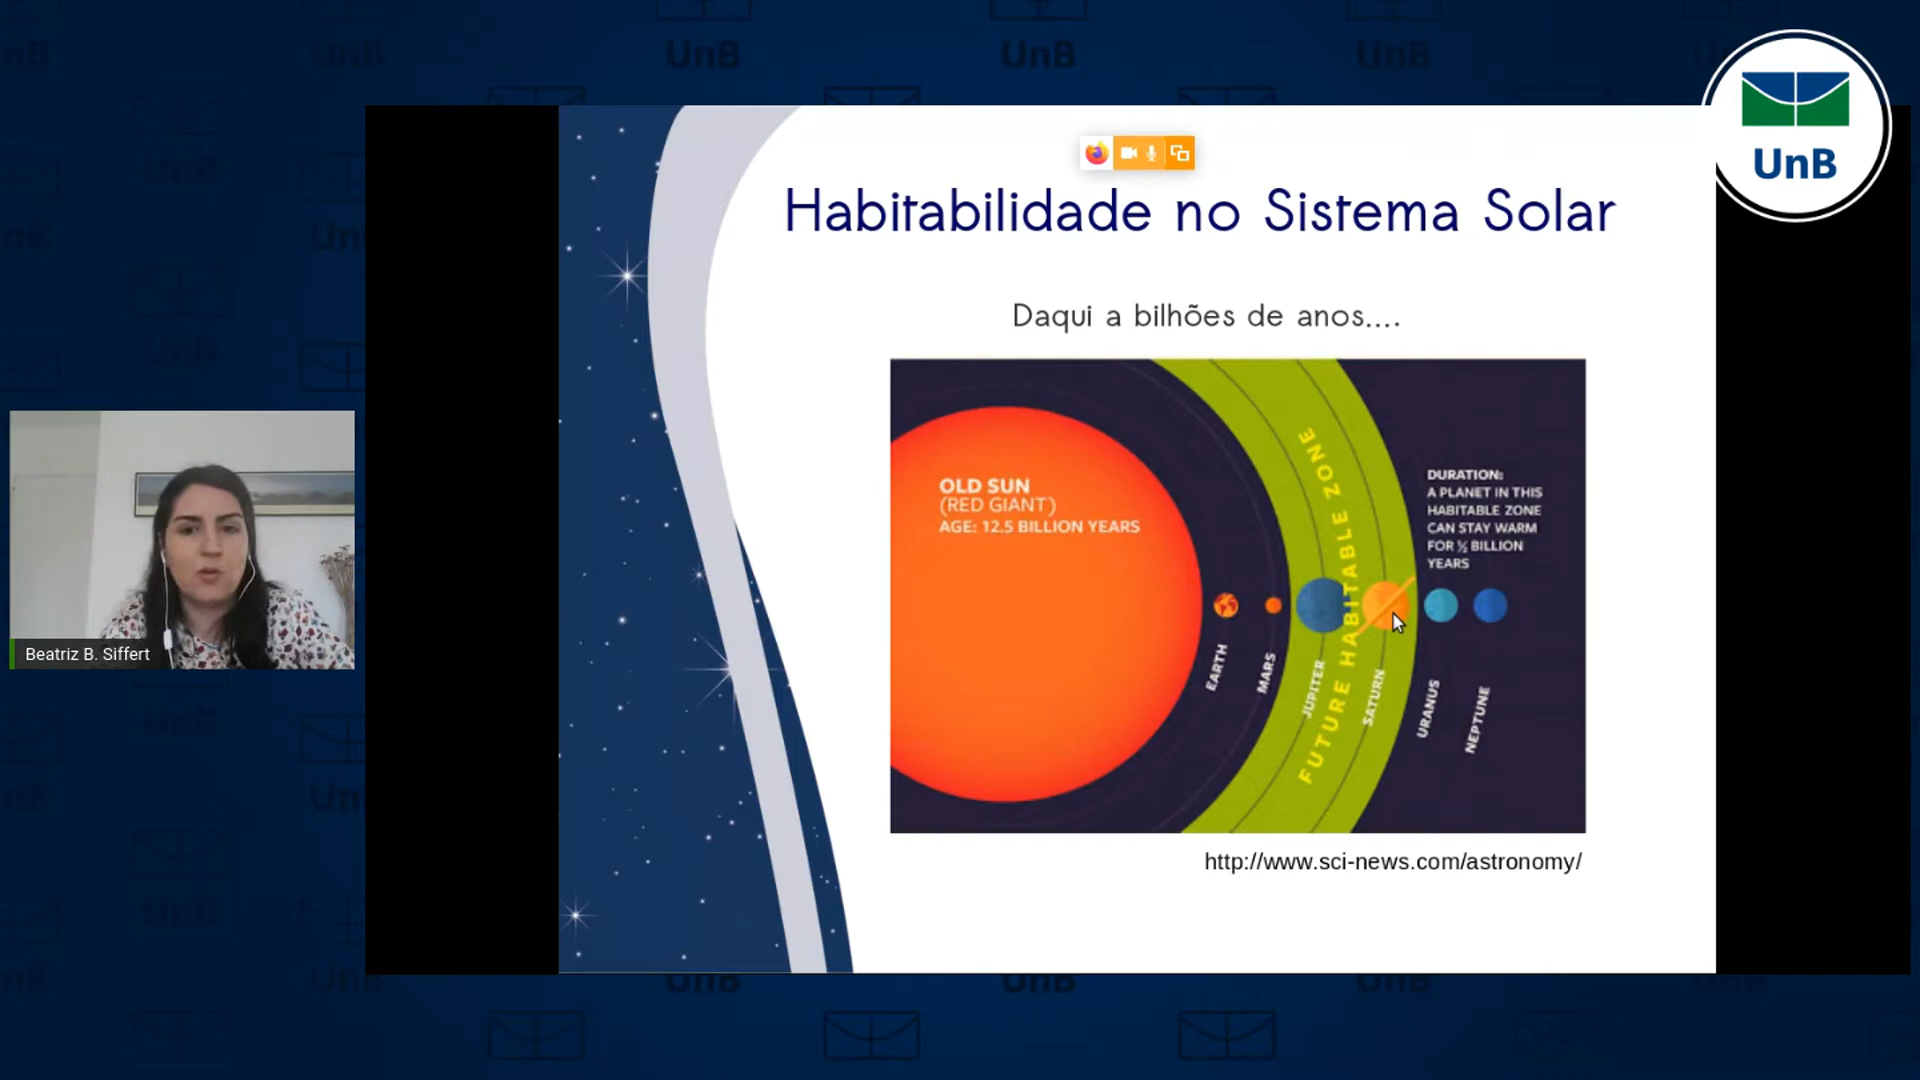 UnB
Habitabilidade no Sistema Solar
Daqui a bilhões de anos....
OLD SUN
(RED GIANT)
AGE: 12.5 BILLION YEARS
FUTURE HABITABLE ZONE
DURATION:
A PLANET IN THIS
HABITABLE ZONE
CAN STAY WARM
FOR ½ BILLION
YEARS
EARTH
MARS
JUPITER
SATURN
URANUS
NEPTUNE
http://www.sci-news.com/astronomy/
Beatriz B. Siffert
UnB
UnB
UnB
UnB
UnB
UnB
UnB